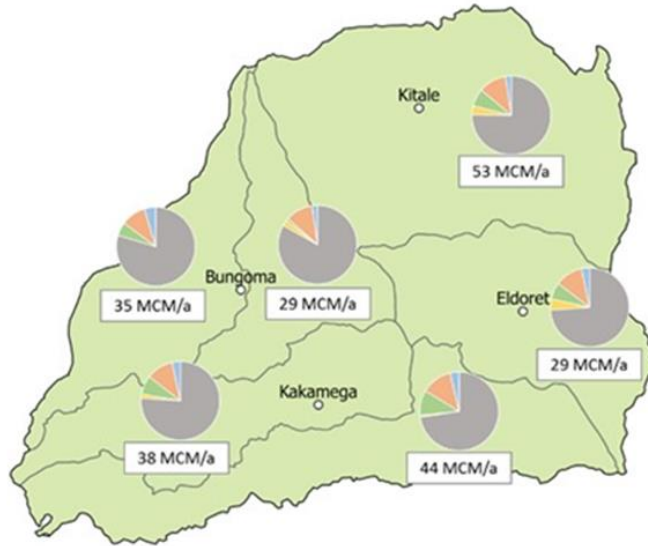 Kitale
53 MCM/a
Bungoma
35 MCM/a
29 MCM/a
Eldoret
29 MCM/a
Kakamega
38 MCM/a
44 MCM/a